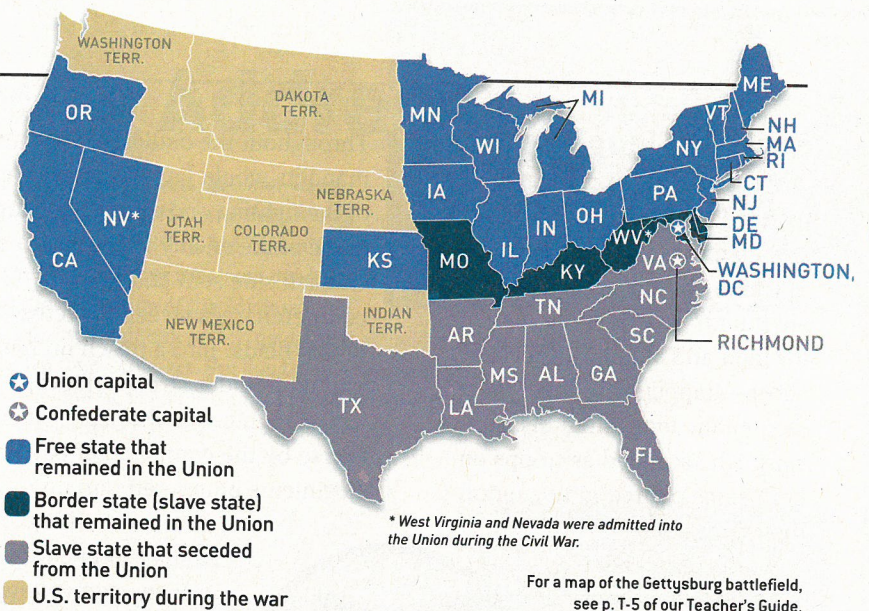 WASHINGTON
TERR.
DAKOTA
TERR.
OR
MN
ME
MI
VT
NH
MA
RI
WI
NY
CT
NJ
NEBRASKA
TERR.
IA
PA
DE
MD
NV*
UTAH
TERR.
COLORADO
TERR.
IL
IN
OH
WV*
CA
KS
MO
KY
VA
WASHINGTON,
DC
NEW MEXICO
TERR.
INDIAN
TERR.
TN
NC
AR
SC
RICHMOND
MS
AL
GA
TX
LA
FL
Union capital
Confederate capital
Free state that
remained in the Union
Border state (slave state)
that remained in the Union
Slave state that seceded
from the Union
U.S. territory during the war
* West Virginia and Nevada were admitted into
the Union during the Civil War.
For a map of the Gettysburg battlefield,
see p. T-5 of our Teacher's Guide.